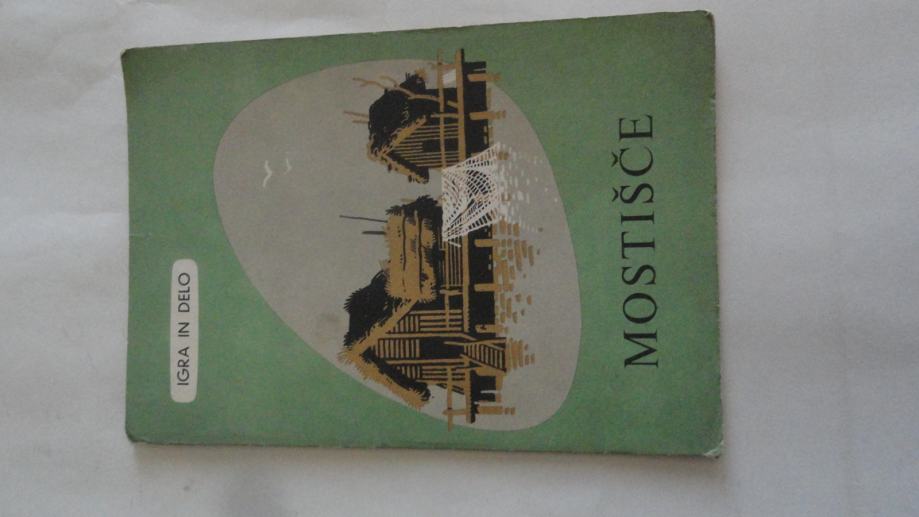 IGRA IN DELO
MOSTIŠČE